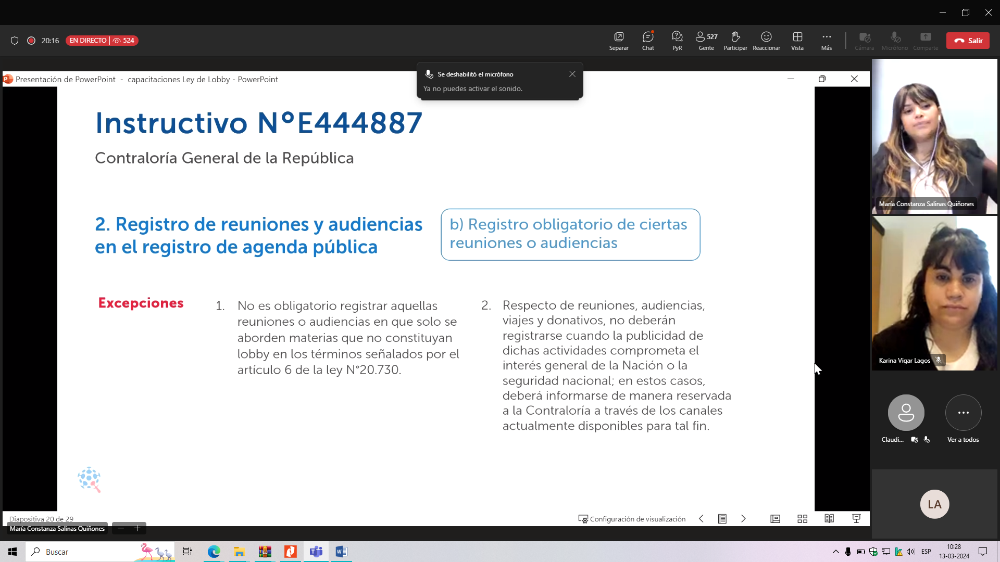 20:16
EN DIRECTO 524
Separar
Chat
PyR
527
Gente
Participar
Reaccionar
Vista
Más
Cámara
Micrófono
Comparte
Salir
Presentación de PowerPoint - capacitaciones Ley de Lobby - PowerPoint
Se deshabilitó el micrófono
Ya no puedes activar el sonido.
Instructivo N°E444887
Contraloría General de la República
2. Registro de reuniones y audiencias
en el registro de agenda pública
b) Registro obligatorio de ciertas
reuniones o audiencias
Excepciones
1. No es obligatorio registrar aquellas
reuniones o audiencias en que solo se
aborden materias que no constituyan
lobby en los términos señalados por el
artículo 6 de la ley N°20.730.
2. Respecto de reuniones, audiencias,
viajes y donativos, no deberán
registrarse cuando la publicidad de
dichas actividades comprometa el
interés general de la Nación o la
seguridad nacional; en estos casos,
deberá informarse de manera reservada
a la Contraloría a través de los canales
actualmente disponibles para tal fin.
María Constanza Salinas Quiñones
Karina Vigar Lagos
Claudi...
Ver a todos
LA
Diapositiva 20 de 29
Configuración de visualización
María Constanza Salinas Quiñones
Buscar
ESP
10:28
13-03-2024